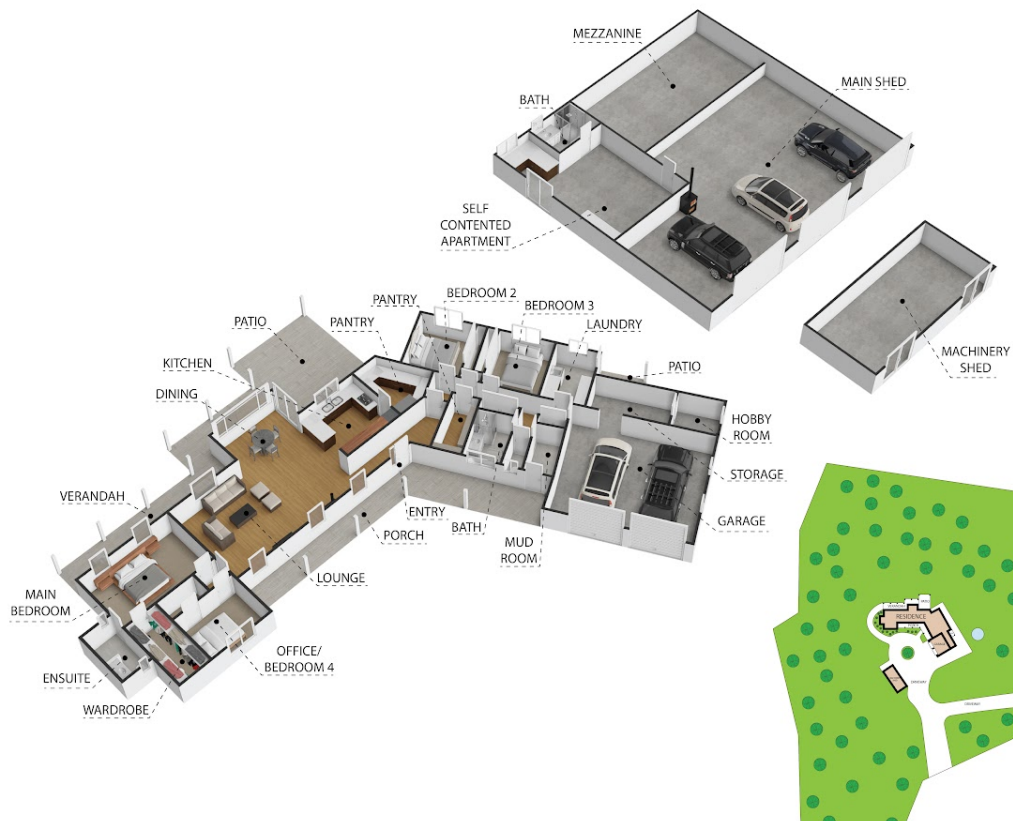 MEZZANINE
MAIN SHED
BATH
SELF
CONTENTED
APARTMENT
MACHINERY
SHED
PANTRY
BEDROOM 2
BEDROOM 3
LAUNDRY
PATIO
PANTRY
PATIO
KITCHEN
DINING
HOBBY
ROOM
STORAGE
GARAGE
VERANDAH
ENTRY
BATH
PORCH
MUD
ROOM
LOUNGE
MAIN
BEDROOM
OFFICE/
BEDROOM 4
ENSUITE
WARDROBE
RESIDENCE
DRIVEWAY
DRIVEWAY